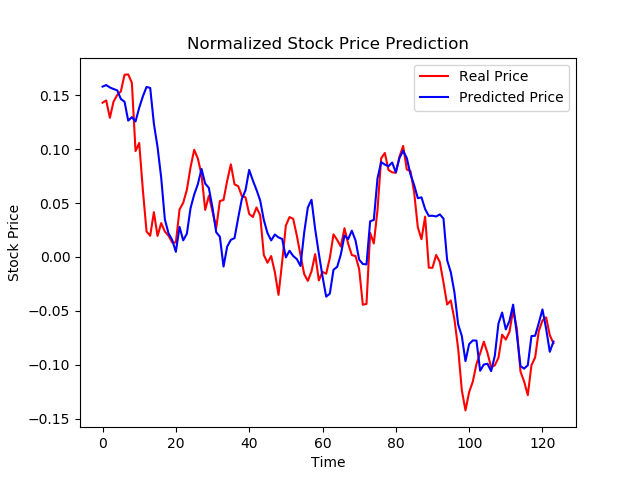 Normalized Stock Price Prediction
Real Price
Predicted Price
Stock Price
0.15
0.10
0.05
0.00
−0.05
−0.10
−0.15
0 20 40 60 80 100 120
Time